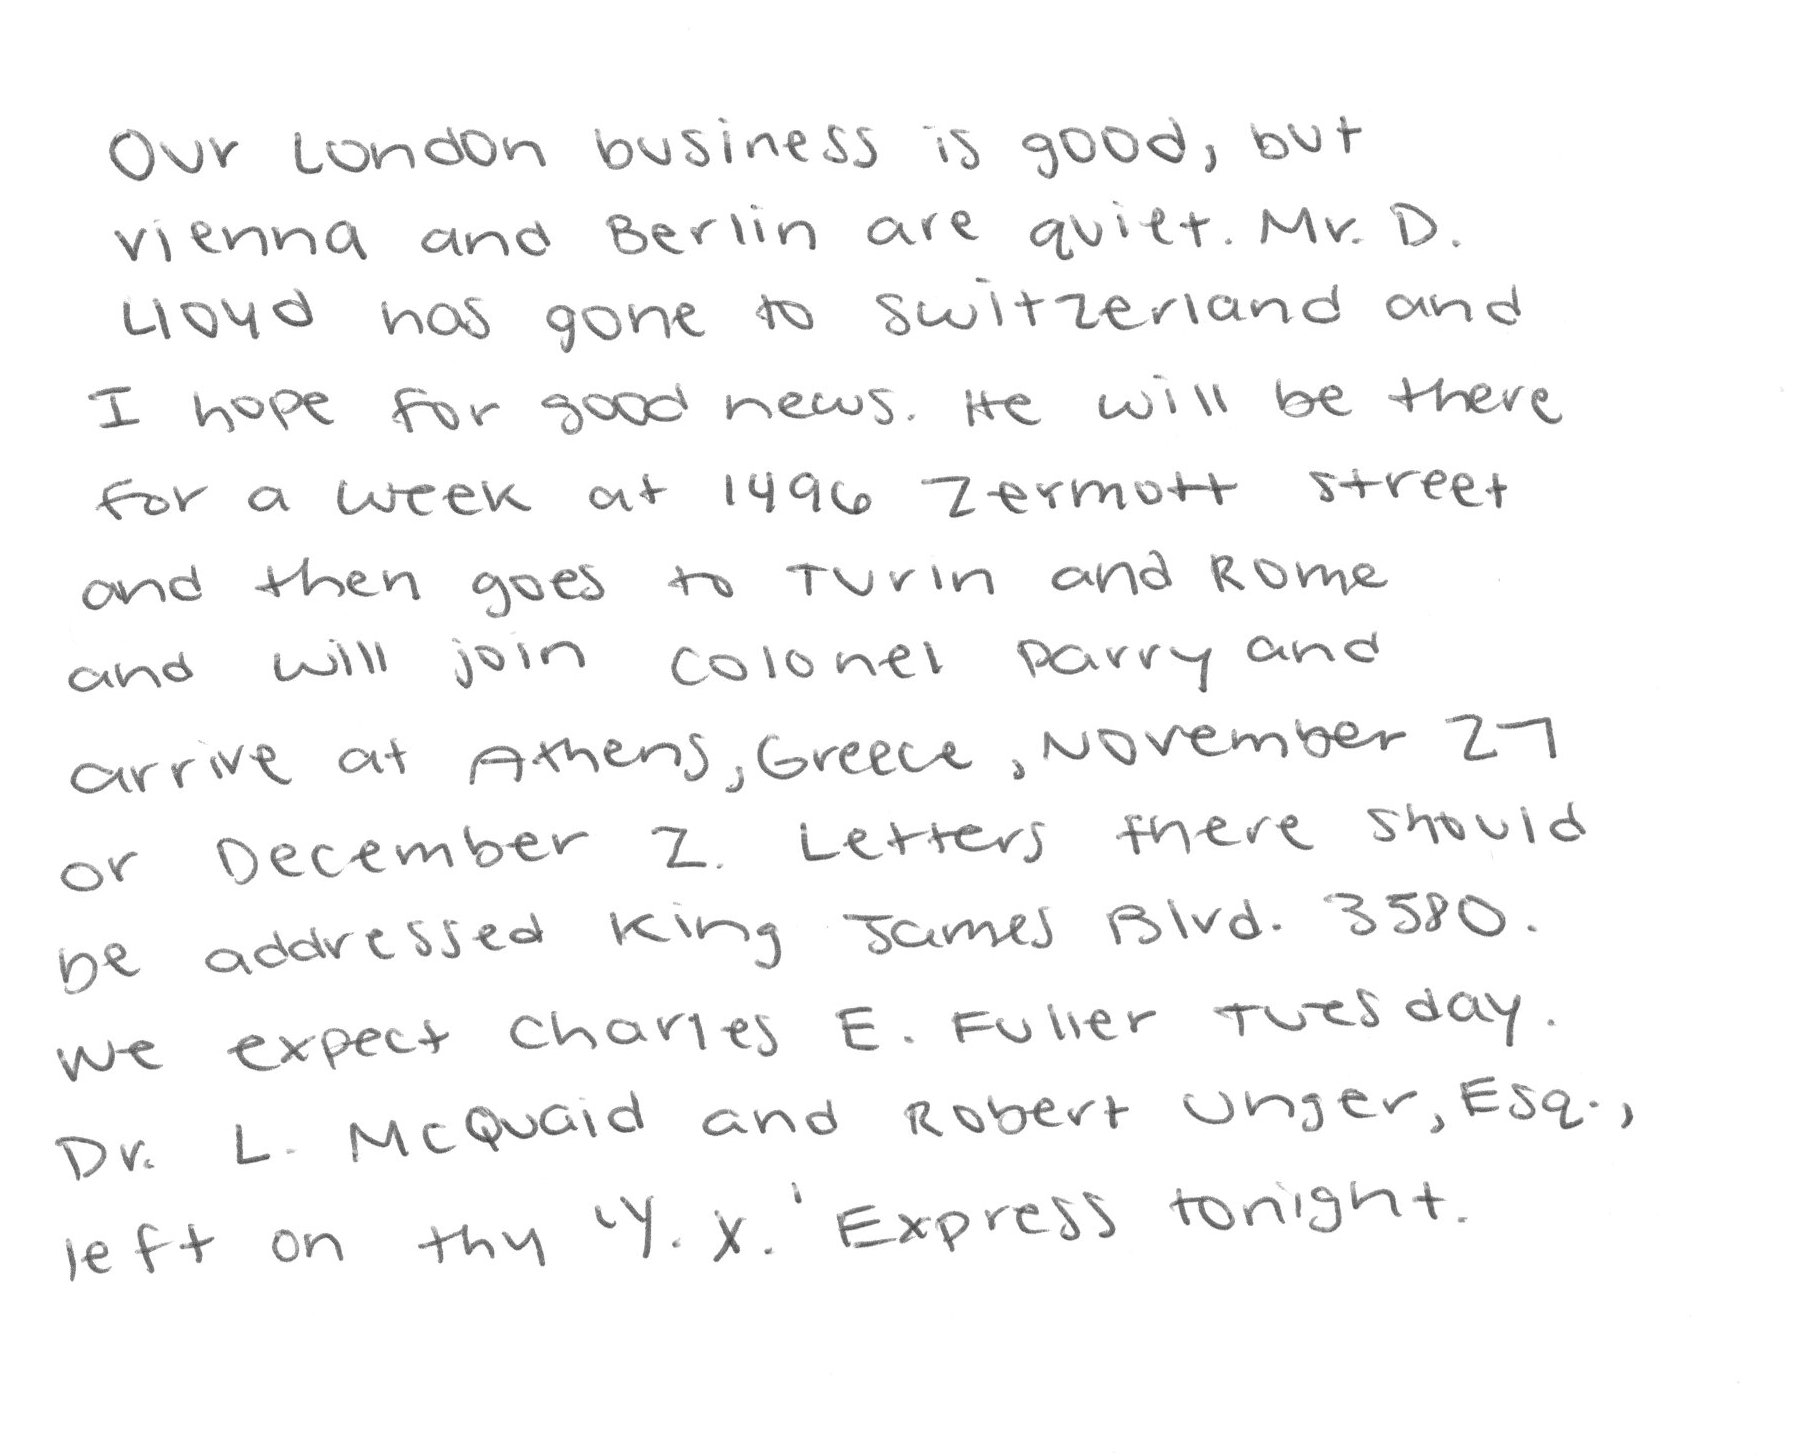 Our London business is good, but
vienna and Berlin are quiet. Mr. D.
Lloyd has gone to Switzerland and
I hope for good news. He will be there
for a week at 1496 Zermott street
and then goes to Turin and Rome
and will join Colonel Parry and
arrive at Athens, Greece, November 27
or December 2. Letters there should
be addressed King James Blvd. 3580.
We expect Charles E. Fuller Tuesday.
Dr. L. McQuaid and Robert Unger, Esq.,
left on thy 'Y. X.' Express tonight.